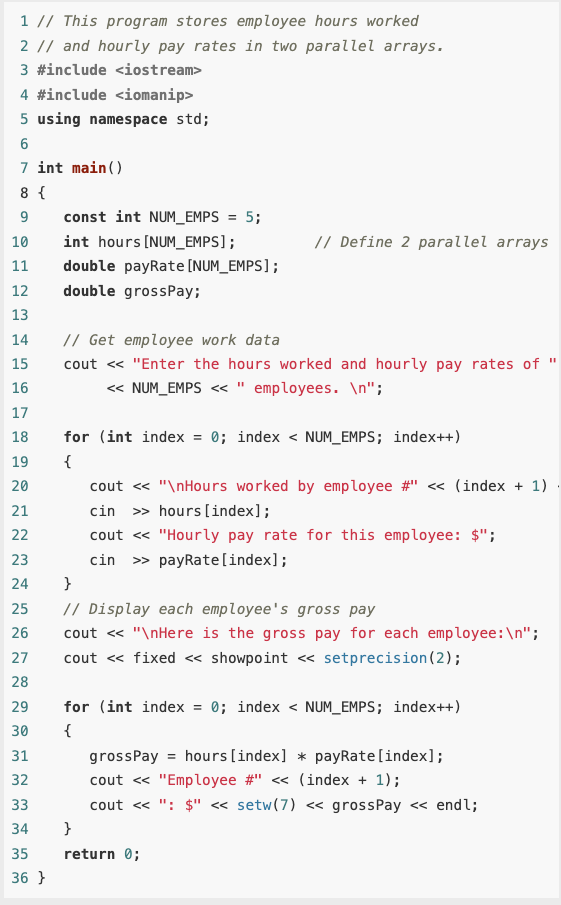 1 // This program stores employee hours worked
2 // and hourly pay rates in two parallel arrays.
3 #include <iostream>
4 #include <iomanip>
5 using namespace std;
6
7 int main()
8 {
9    const int NUM_EMPS = 5;
10    int hours[NUM_EMPS];         // Define 2 parallel arrays
11    double payRate[NUM_EMPS];
12    double grossPay;
13
14    // Get employee work data
15    cout << "Enter the hours worked and hourly pay rates of "
16         << NUM_EMPS << " employees. \n";
17
18    for (int index = 0; index < NUM_EMPS; index++)
19    {
20       cout << "\nHours worked by employee #" << (index + 1)
21       cin  >> hours[index];
22       cout << "Hourly pay rate for this employee: $";
23       cin  >> payRate[index];
24    }
25    // Display each employee's gross pay
26    cout << "\nHere is the gross pay for each employee:\n";
27    cout << fixed << showpoint << setprecision(2);
28
29    for (int index = 0; index < NUM_EMPS; index++)
30    {
31       grossPay = hours[index] * payRate[index];
32       cout << "Employee #" << (index + 1);
33       cout << ": $" << setw(7) << grossPay << endl;
34    }
35    return 0;
36 }